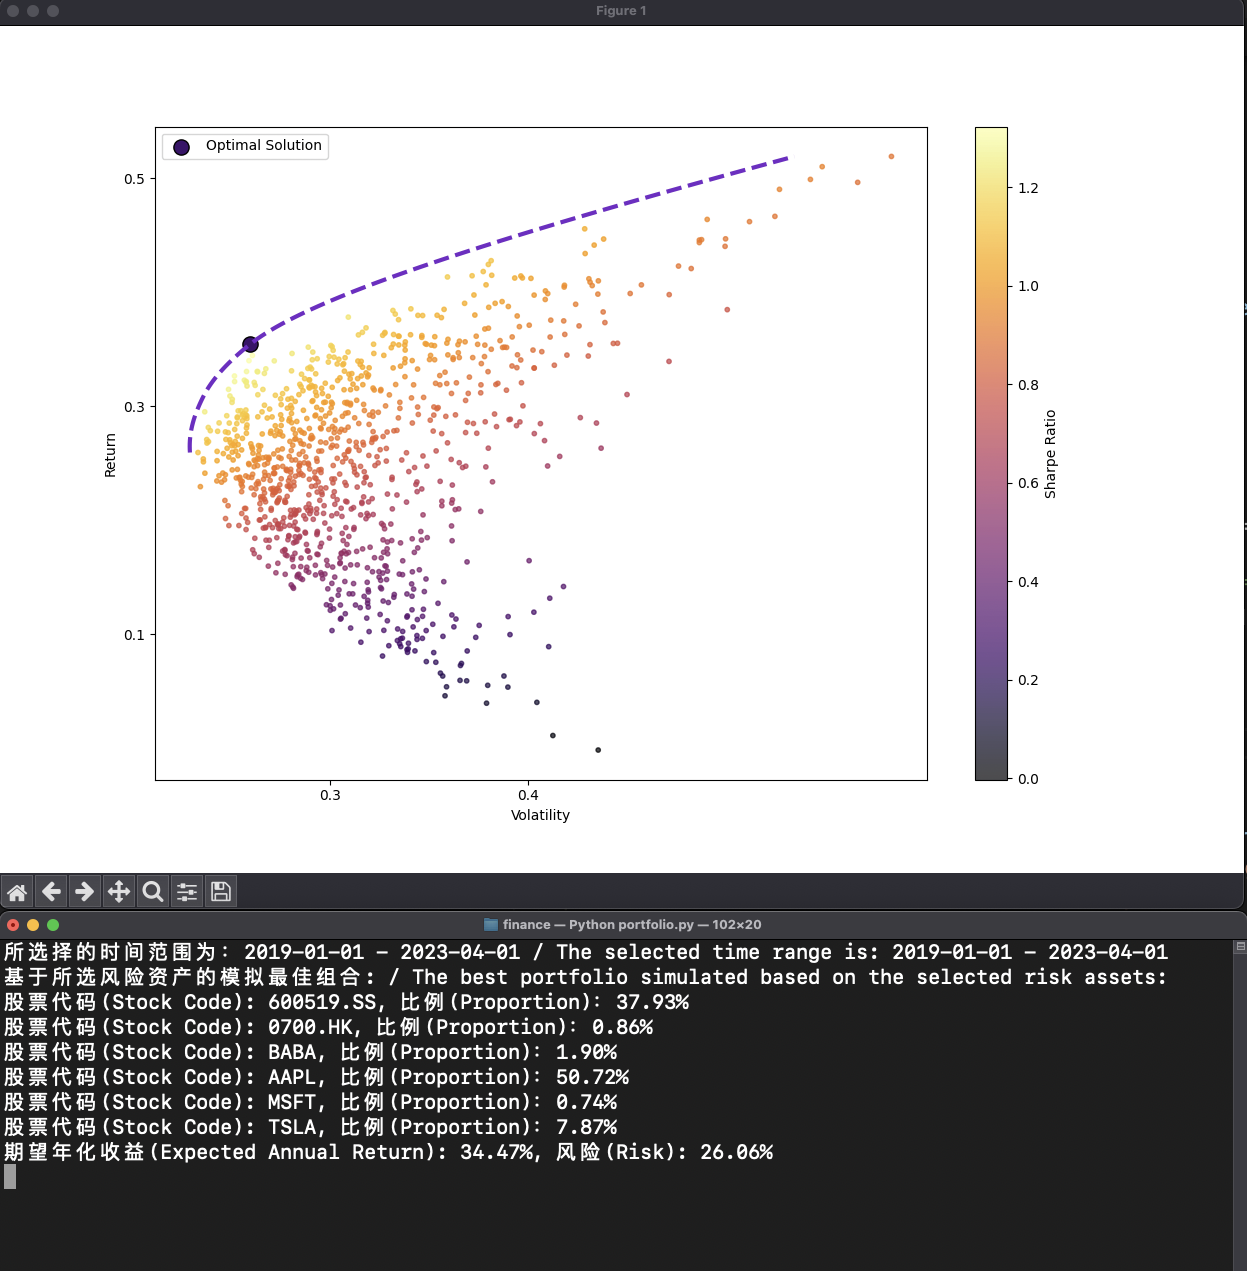 Figure 1
Optimal Solution
0.5
0.3
0.1
Return
0.3
0.4
Volatility
1.2
1.0
0.8
0.6
0.4
0.2
0.0
Sharpe Ratio
finance — Python portfolio.py — 102×20
所选择的时间范围为: 2019-01-01 - 2023-04-01 / The selected time range is: 2019-01-01 - 2023-04-01
基于所选风险资产的模拟最佳组合: / The best portfolio simulated based on the selected risk assets:
股票代码(Stock Code): 600519.SS, 比例(Proportion): 37.93%
股票代码(Stock Code): 0700.HK, 比例(Proportion): 0.86%
股票代码(Stock Code): BABA, 比例(Proportion): 1.90%
股票代码(Stock Code): AAPL, 比例(Proportion): 50.72%
股票代码(Stock Code): MSFT, 比例(Proportion): 0.74%
股票代码(Stock Code): TSLA, 比例(Proportion): 7.87%
期望年化收益(Expected Annual Return): 34.47%, 风险(Risk): 26.06%